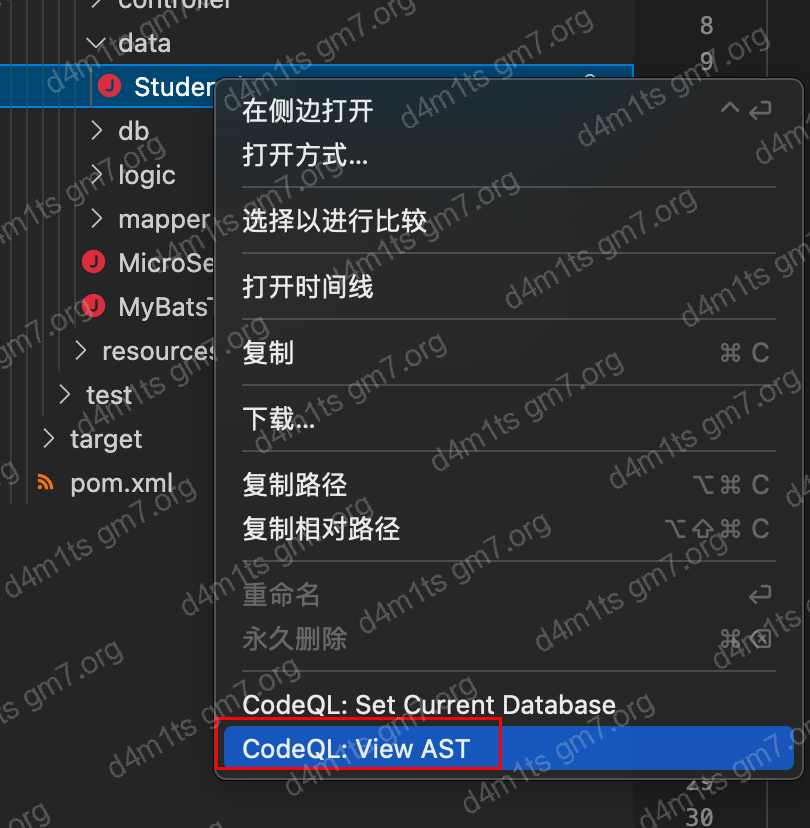 controller
data
Studen
db
logic
mapper
MicroSe
MyBatsT
resources
test
target
pom.xml
8
9
在侧边打开
打开方式...
选择以进行比较
打开时间线
复制 ⌘ C
下载...
复制路径 ⌥⌘ C
复制相对路径 ⌥⇧⌘ C
重命名
永久删除 ⌘⌫
CodeQL: Set Current Database
CodeQL: View AST
29
30
d4m1ts gm7.org